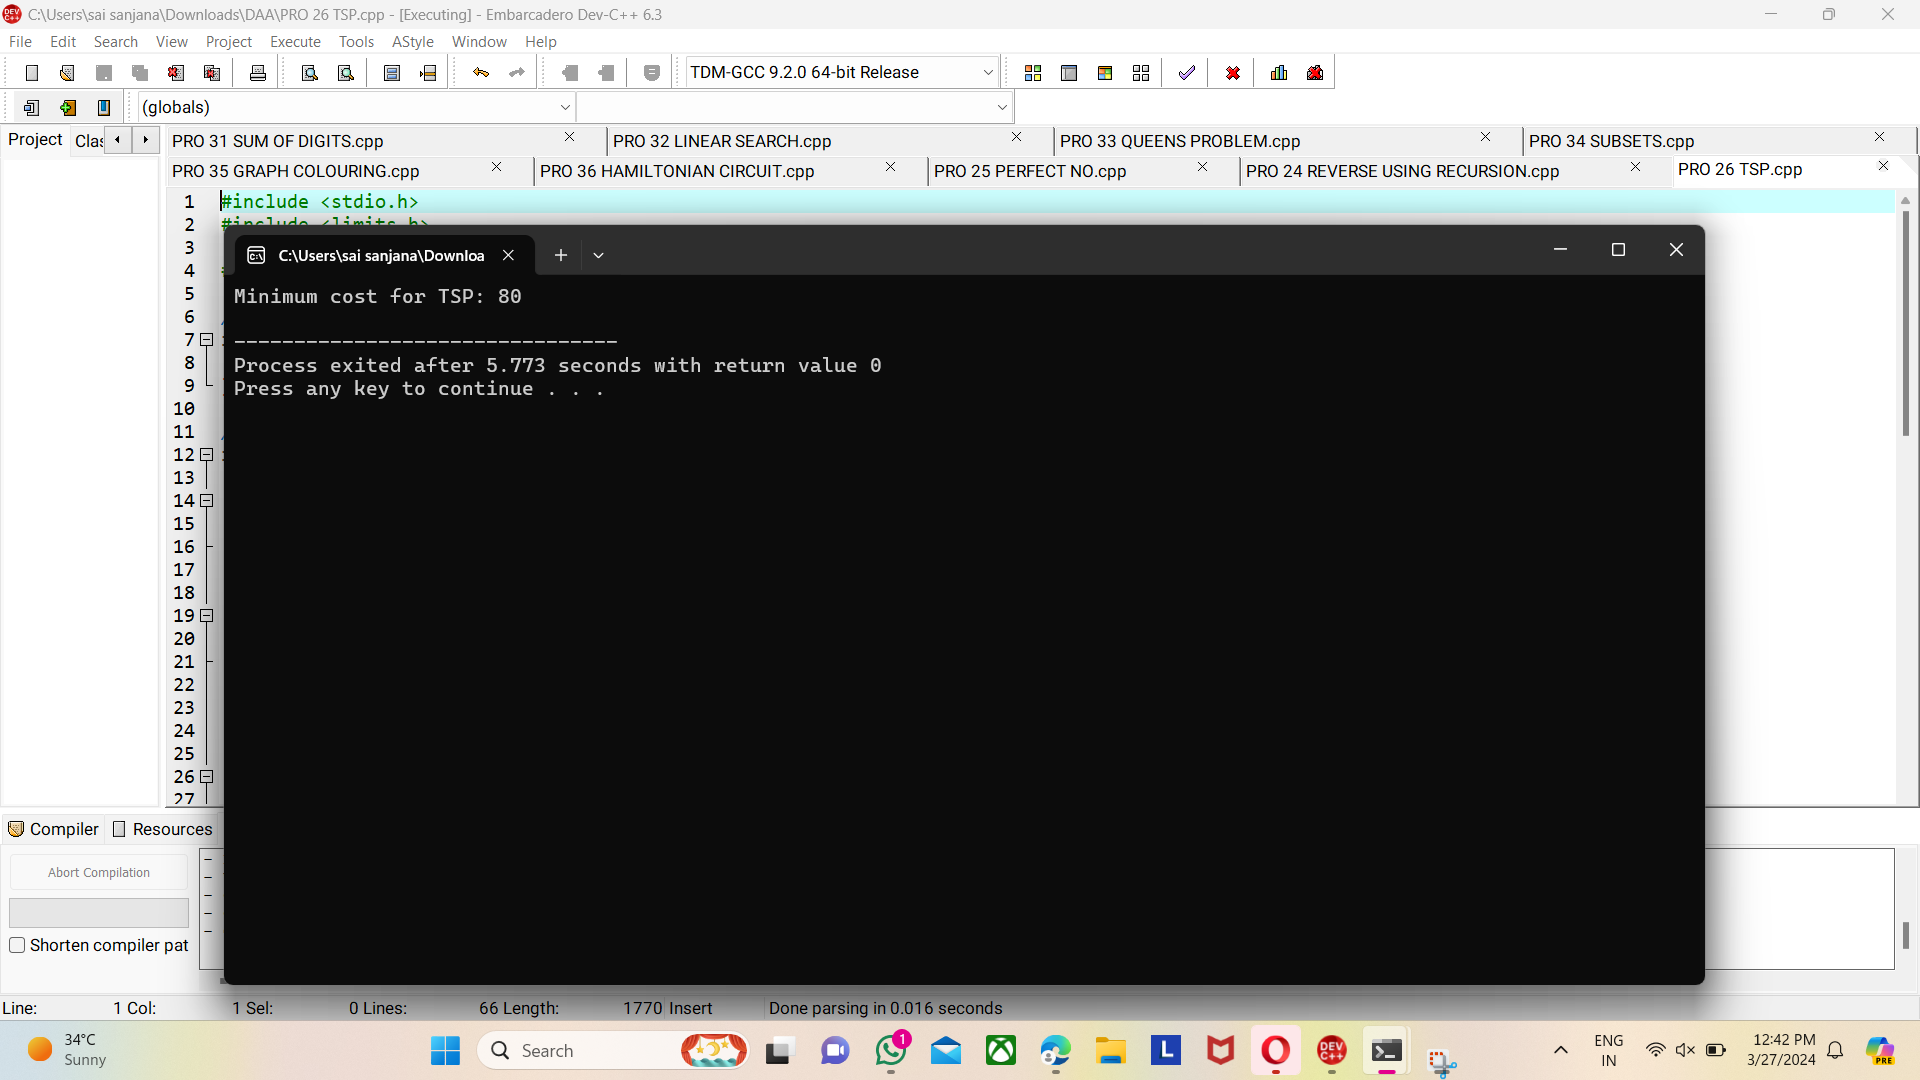 C:\Users\sai sanjana\Downloads\DAA\PRO 26 TSP.cpp - [Executing] - Embarcadero Dev-C++ 6.3
File Edit Search View Project Execute Tools AStyle Window Help
TDM-GCC 9.2.0 64-bit Release
(globals)
Project Clas
PRO 31 SUM OF DIGITS.cpp PRO 32 LINEAR SEARCH.cpp PRO 33 QUEENS PROBLEM.cpp PRO 34 SUBSETS.cpp
PRO 35 GRAPH COLOURING.cpp PRO 36 HAMILTONIAN CIRCUIT.cpp PRO 25 PERFECT NO.cpp PRO 24 REVERSE USING RECURSION.cpp PRO 26 TSP.cpp
1 #include <stdio.h>
2 #include <limits.h>
3
4
5
6
7
8
9
10
11
12
13
14
15
16
17
18
19
20
21
22
23
24
25
26
27
C:\Users\sai sanjana\Downloa
Minimum cost for TSP: 80
--------------------------------
Process exited after 5.773 seconds with return value 0
Press any key to continue . . .
Compiler Resources
Abort Compilation
Shorten compiler pat
Line: 1 Col: 1 Sel: 0 Lines: 66 Length: 1770 Insert Done parsing in 0.016 seconds
34°C
Sunny
Search
1
L
DEV C++
ENG
IN
12:42 PM
3/27/2024
PRE